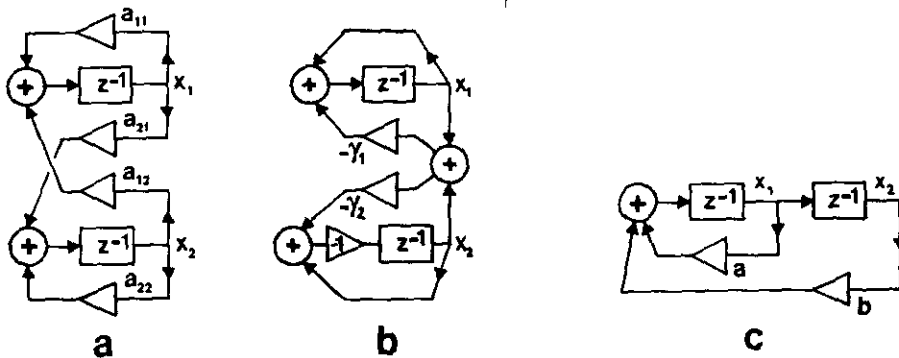 a₁₁
+
z⁻¹
x₁
a₂₁
a₁₂
+
z⁻¹
x₂
a₂₂
a
+
z⁻¹
x₁
-γ₁
+
-γ₂
+
-1
z⁻¹
x₂
b
+
z⁻¹
x₁
z⁻¹
x₂
a
b
c